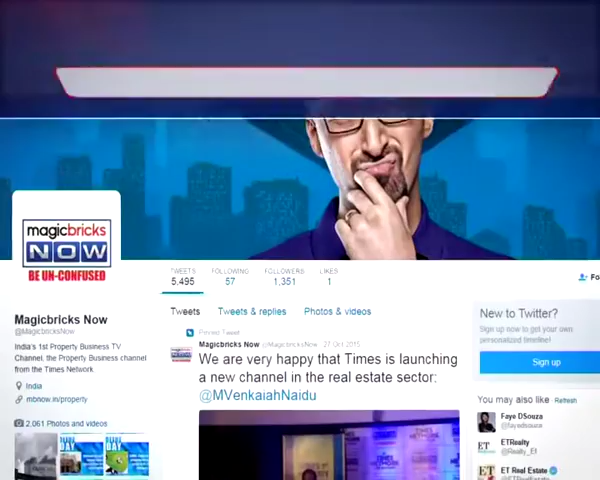 magicbricks
NOW
BE UN-CONFUSED
TWEETS
5,495
FOLLOWING
57
FOLLOWERS
1,351
LIKES
1
Magicbricks Now
@MagicbricksNow
India's 1st Property Business TV
Channel, the Property Business channel
from the Times Network
India
mbnow.in/property
2,061 Photos and videos
Tweets
Tweets & replies
Photos & videos
Pinned Tweet
Magicbricks Now @MagicbricksNow · 27 Oct 2015
We are very happy that Times is launching
a new channel in the real estate sector:
@MVenkaiahNaidu
TIMES
NETWORK
New to Twitter?
Sign up now to get your own
personalized timeline!
Sign up
You may also like Refresh
Faye DSouza
@fayedsouza
ETRealty
@Realty_Et
ET Real Estate
@ETRealEstate
ET
ET